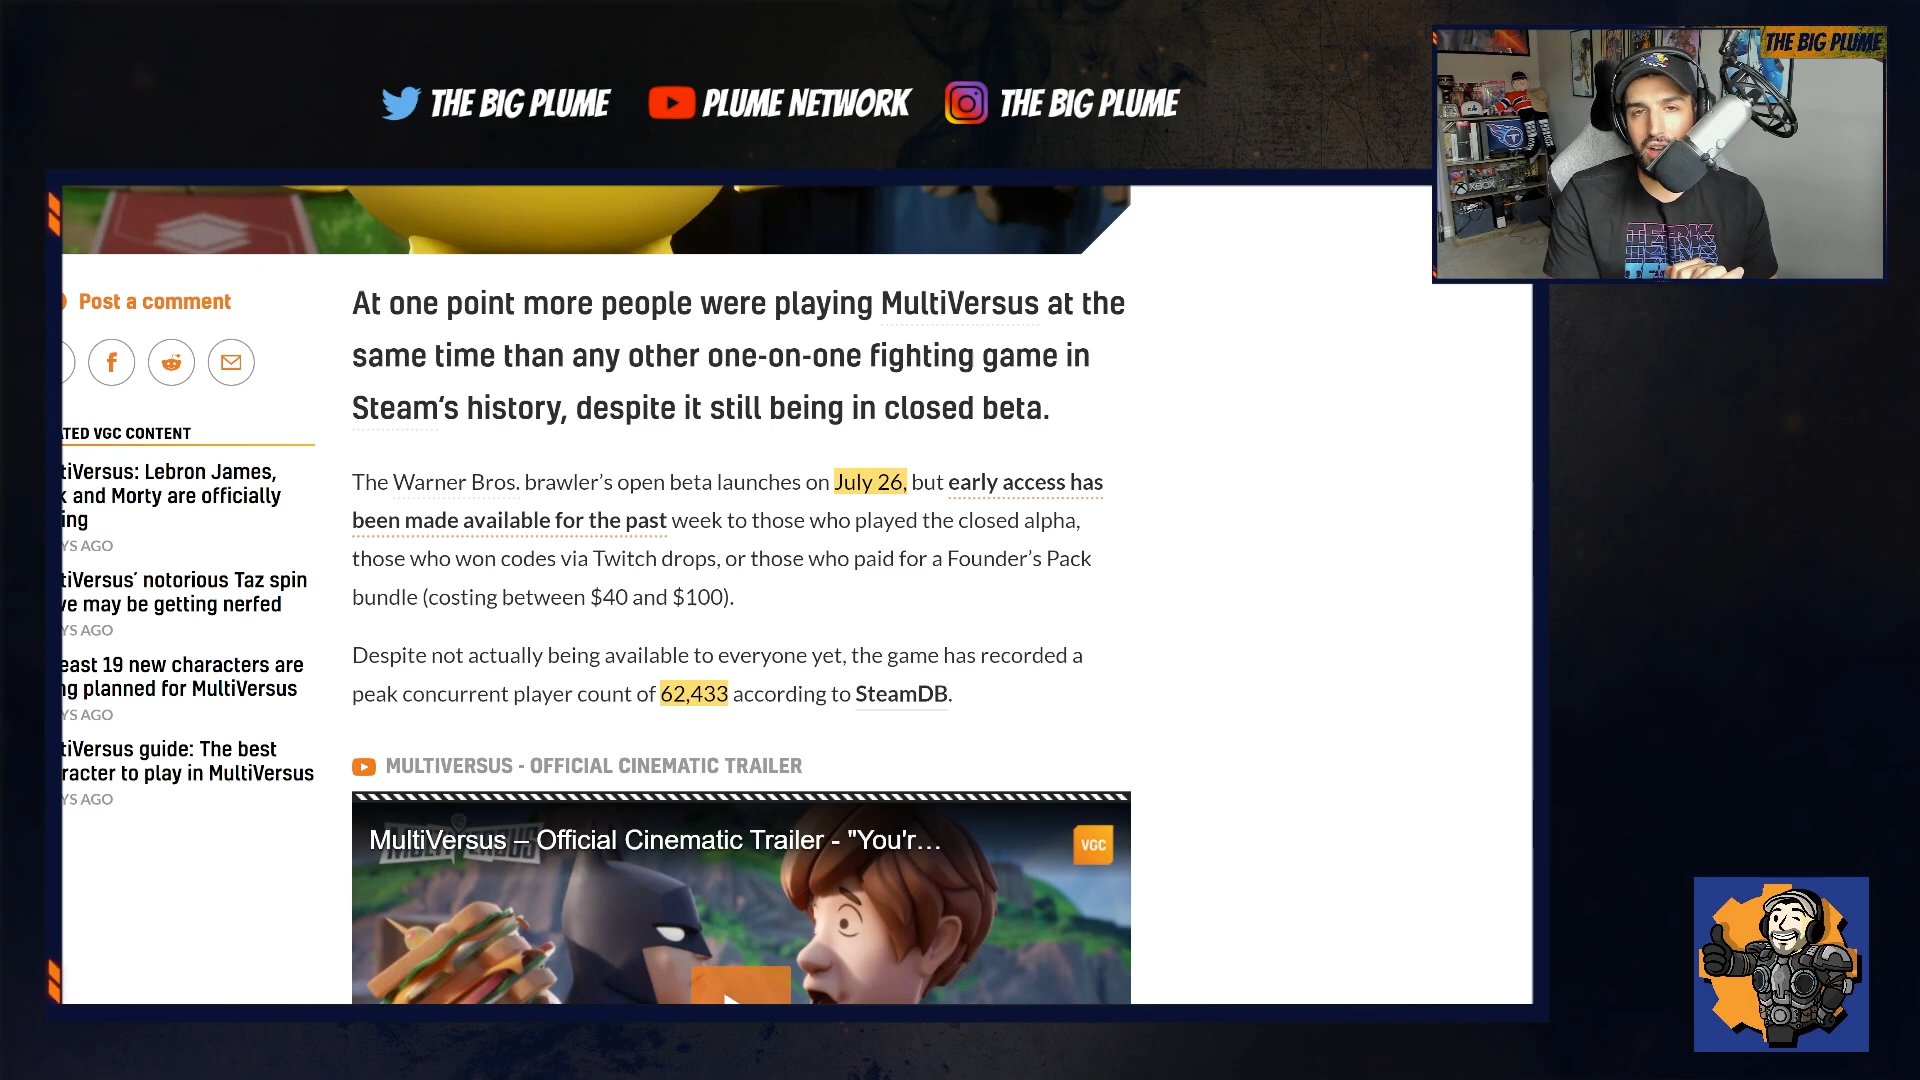 THE BIG PLUME
PLUME NETWORK
THE BIG PLUME
THE BIG PLUME
Post a comment
ATED VGC CONTENT
tiVersus: Lebron James,
k and Morty are officially
ing
YS AGO
tiVersus’ notorious Taz spin
ve may be getting nerfed
YS AGO
east 19 new characters are
ng planned for MultiVersus
YS AGO
tiVersus guide: The best
racter to play in MultiVersus
YS AGO
At one point more people were playing MultiVersus at the
same time than any other one-on-one fighting game in
Steam‘s history, despite it still being in closed beta.
The Warner Bros. brawler’s open beta launches on July 26, but early access has
been made available for the past week to those who played the closed alpha,
those who won codes via Twitch drops, or those who paid for a Founder’s Pack
bundle (costing between $40 and $100).
Despite not actually being available to everyone yet, the game has recorded a
peak concurrent player count of 62,433 according to SteamDB.
MULTIVERSUS - OFFICIAL CINEMATIC TRAILER
MultiVersus – Official Cinematic Trailer - "You'r…
VGC
XBOX